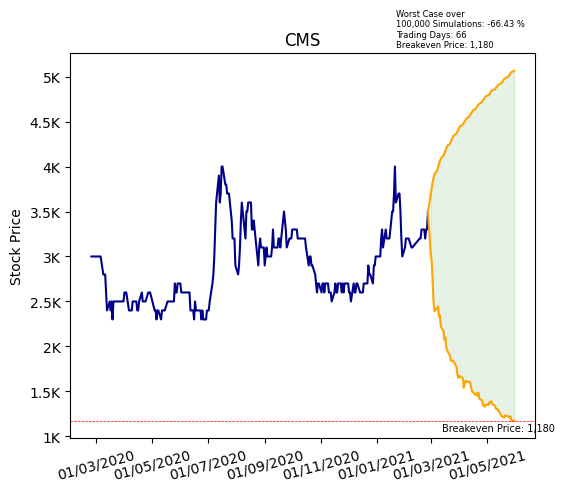 Worst Case over
100,000 Simulations: -66.43 %
Trading Days: 66
Breakeven Price: 1,180
CMS
Stock Price
5K
4.5K
4K
3.5K
3K
2.5K
2K
1.5K
1K
Breakeven Price: 1,180
01/03/2020
01/05/2020
01/07/2020
01/09/2020
01/11/2020
01/01/2021
01/03/2021
01/05/2021